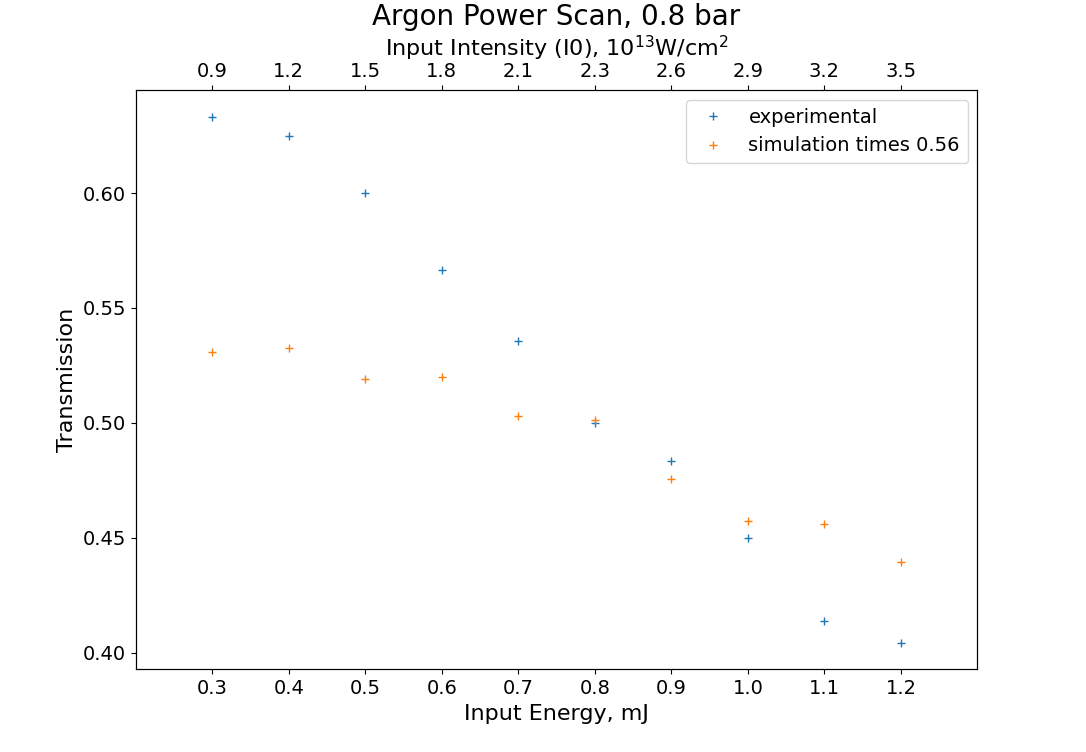 Argon Power Scan, 0.8 bar
Input Intensity (I0), 10¹³W/cm²
0.9 1.2 1.5 1.8 2.1 2.3 2.6 2.9 3.2 3.5
experimental
simulation times 0.56
0.60
0.55
0.50
0.45
0.40
Transmission
0.3 0.4 0.5 0.6 0.7 0.8 0.9 1.0 1.1 1.2
Input Energy, mJ